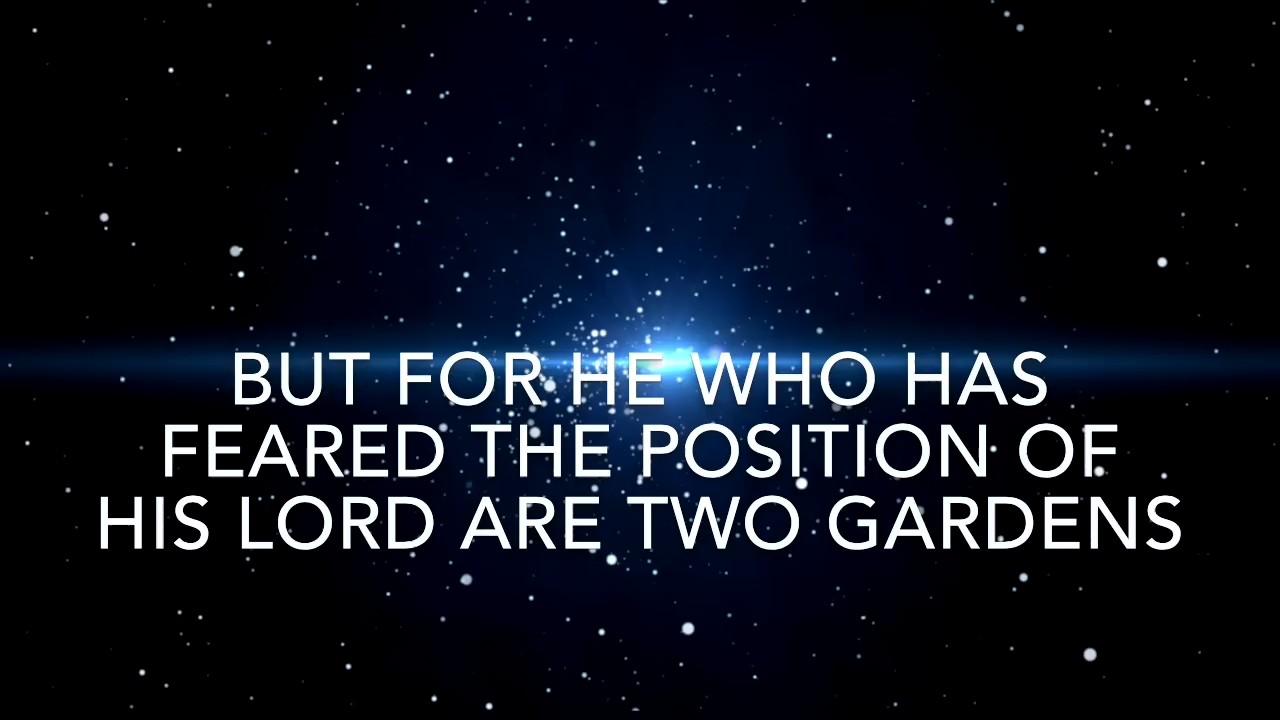 BUT FOR HE WHO HAS
FEARED THE POSITION OF
HIS LORD ARE TWO GARDENS